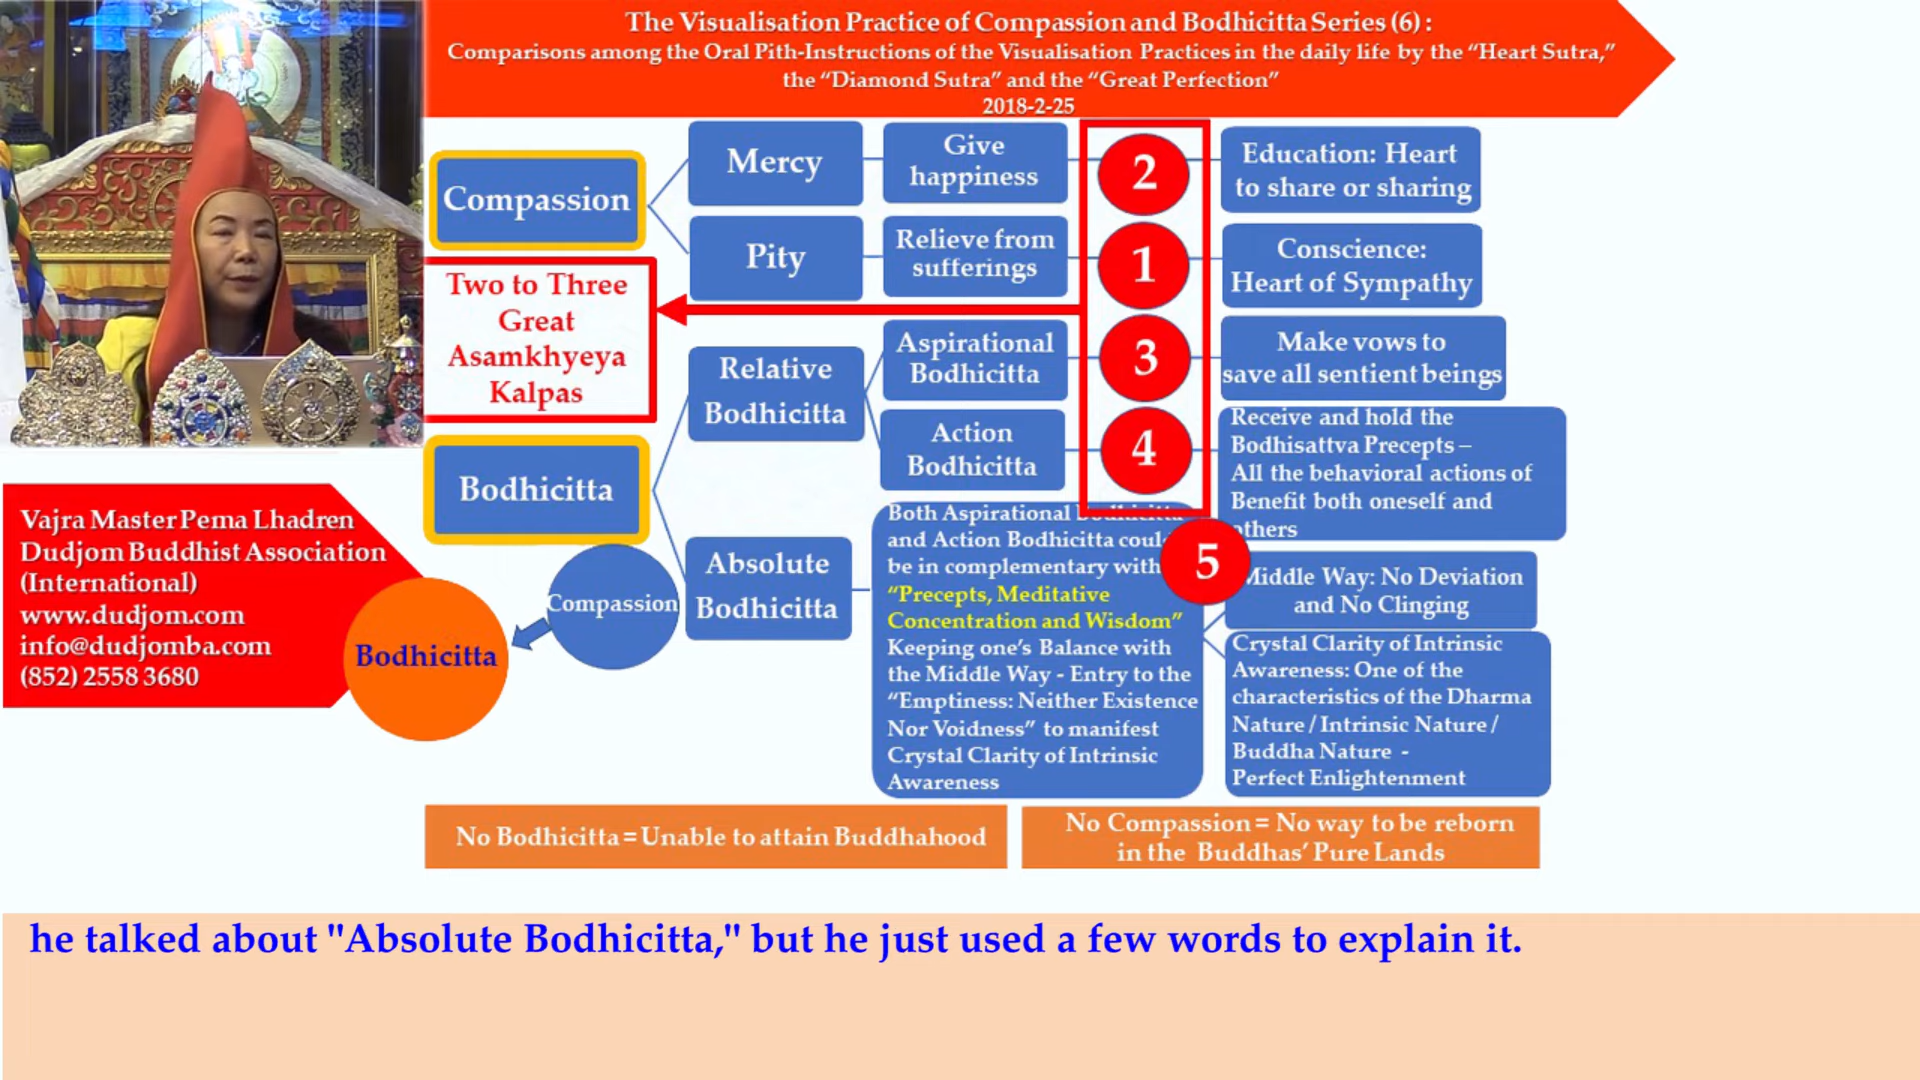 The Visualisation Practice of Compassion and Bodhicitta Series (6) :
Comparisons among the Oral Pith-Instructions of the Visualisation Practices in the daily life by the “Heart Sutra,”
the “Diamond Sutra” and the “Great Perfection”
2018-2-25
Compassion
Mercy
Give
happiness
2
Education: Heart
to share or sharing
Pity
Relieve from
sufferings
1
Conscience:
Heart of Sympathy
Two to Three
Great
Asamkhyeya
Kalpas
Bodhicitta
Relative
Bodhicitta
Aspirational
Bodhicitta
3
Make vows to
save all sentient beings
Action
Bodhicitta
4
Receive and hold the
Bodhisattva Precepts –
All the behavioral actions of
Benefit both oneself and
others
Absolute
Bodhicitta
Both Aspirational Bodhicitta
and Action Bodhicitta could
be in complementary with
“Precepts, Meditative
Concentration and Wisdom”
Keeping one’s Balance with
the Middle Way - Entry to the
“Emptiness: Neither Existence
Nor Voidness” to manifest
Crystal Clarity of Intrinsic
Awareness
5
Middle Way: No Deviation
and No Clinging
Crystal Clarity of Intrinsic
Awareness: One of the
characteristics of the Dharma
Nature / Intrinsic Nature /
Buddha Nature -
Perfect Enlightenment
Vajra Master Pema Lhadren
Dudjom Buddhist Association
(International)
www.dudjom.com
info@dudjomba.com
(852) 2558 3680
Compassion
Bodhicitta
No Bodhicitta = Unable to attain Buddhahood
No Compassion = No way to be reborn
in the Buddhas’ Pure Lands
he talked about "Absolute Bodhicitta," but he just used a few words to explain it.